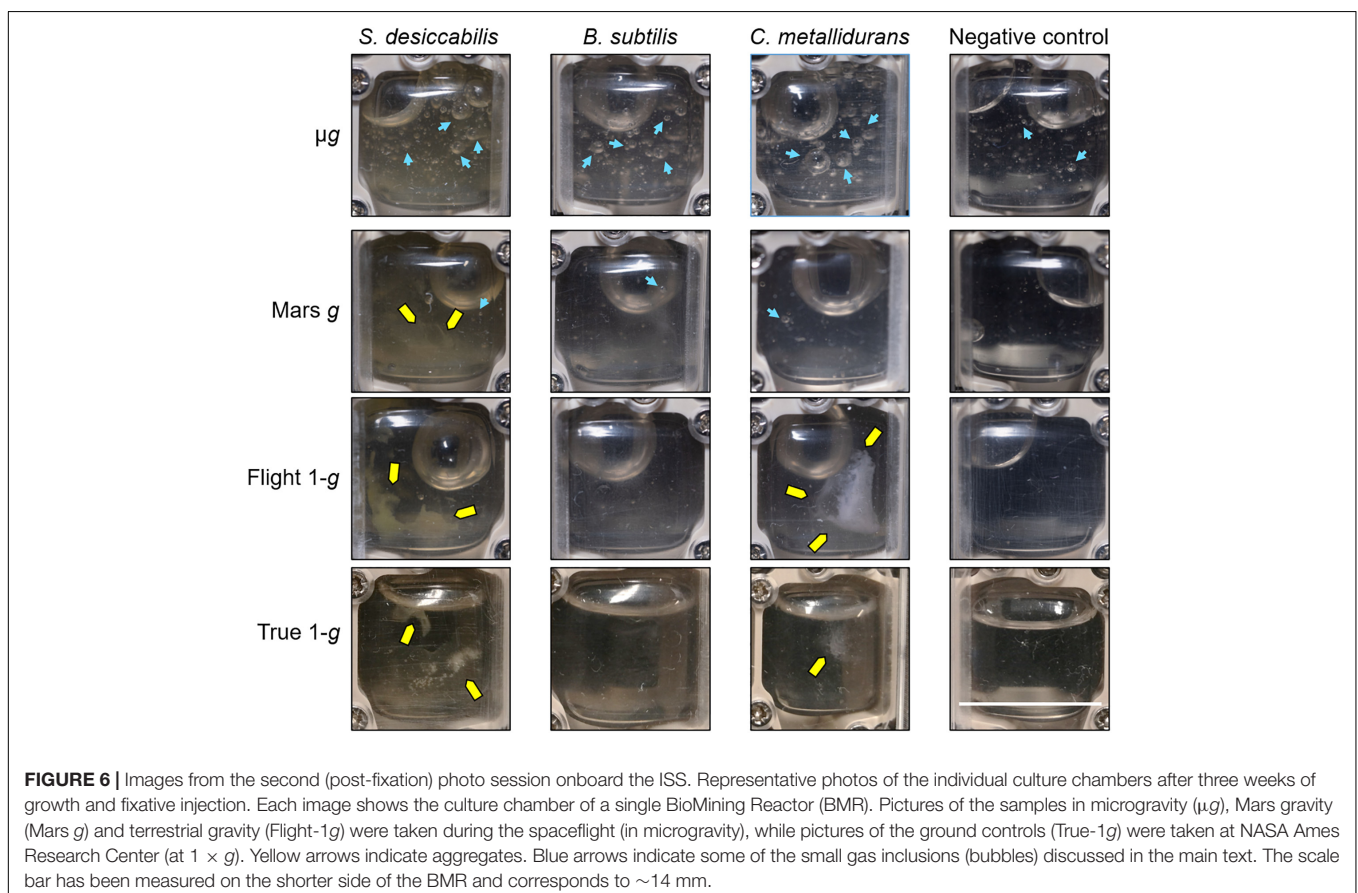 S. desiccabilis B. subtilis C. metallidurans Negative control
µg
Mars g
Flight 1-g
True 1-g
FIGURE 6 | Images from the second (post-fixation) photo session onboard the ISS. Representative photos of the individual culture chambers after three weeks of
growth and fixative injection. Each image shows the culture chamber of a single BioMining Reactor (BMR). Pictures of the samples in microgravity (µg), Mars gravity
(Mars g) and terrestrial gravity (Flight-1g) were taken during the spaceflight (in microgravity), while pictures of the ground controls (True-1g) were taken at NASA Ames
Research Center (at 1 × g). Yellow arrows indicate aggregates. Blue arrows indicate some of the small gas inclusions (bubbles) discussed in the main text. The scale
bar has been measured on the shorter side of the BMR and corresponds to ∼14 mm.